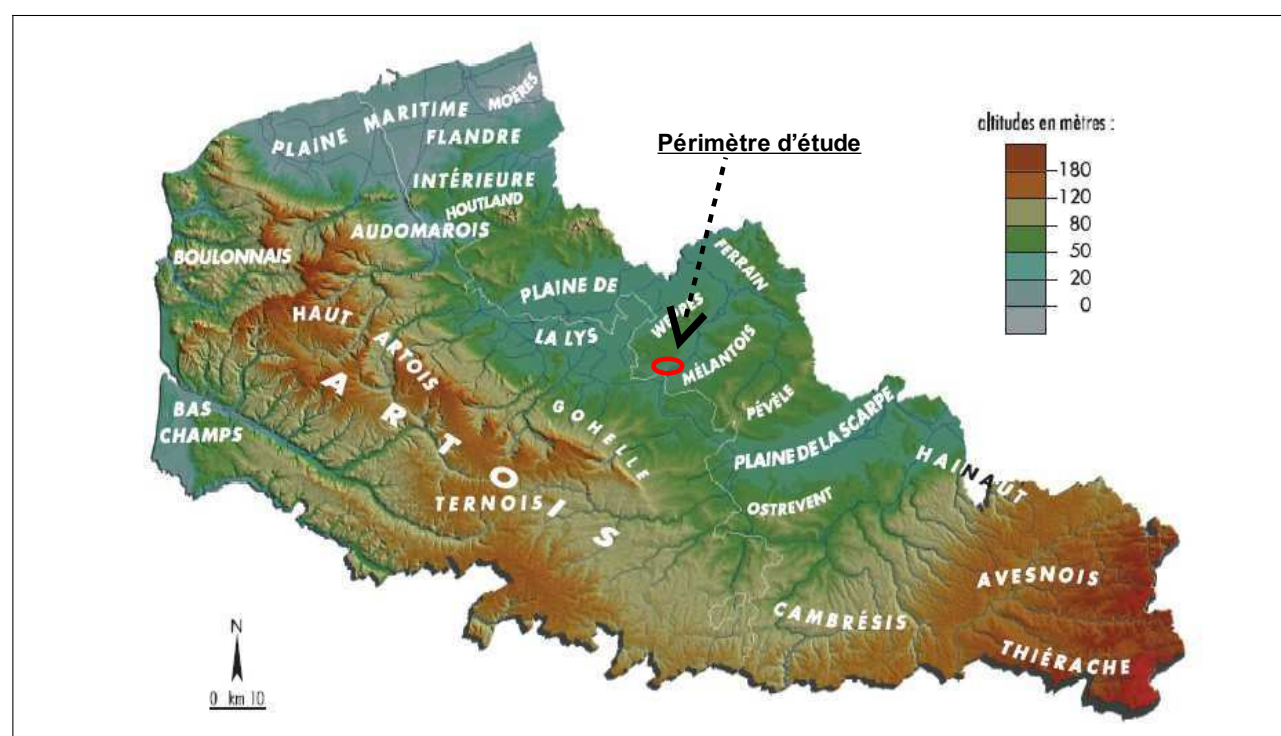 MOËRES
PLAINE MARITIME
FLANDRE
INTÉRIEURE
HOUTLAND
AUDOMAROIS
BOULONNAIS
HAUT ARTOIS
ARTOIS
BAS
CHAMPS
TERNOIS
GOHELLE
PLAINE DE
LA LYS
Périmètre d'étude
FERRAIN
WEPPES
MÉLANTOIS
PÉVÈLE
PLAINE DE LA SCARPE
HAINAUT
OSTREVENT
CAMBRÉSIS
AVESNOIS
THIÉRACHE
altitudes en mètres :
180
120
80
50
20
0
N
0 km 10